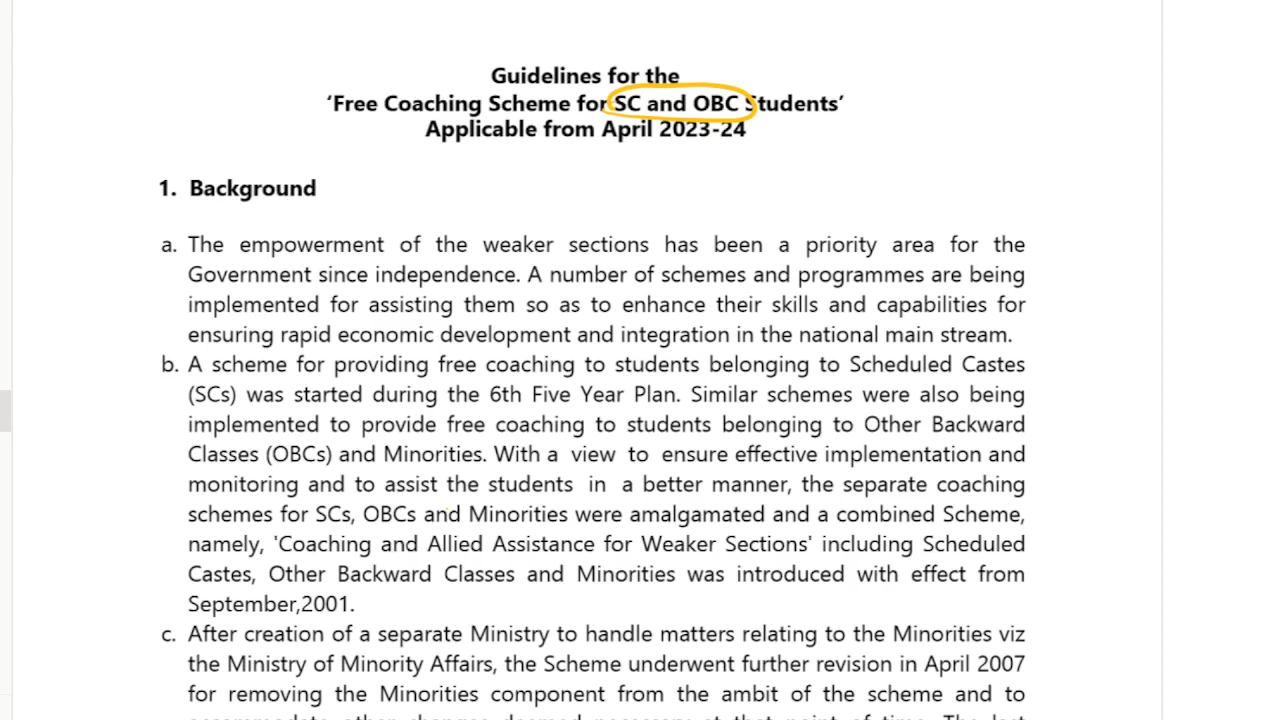 Guidelines for the
‘Free Coaching Scheme for SC and OBC Students’
Applicable from April 2023-24
1. Background
a. The empowerment of the weaker sections has been a priority area for the
Government since independence. A number of schemes and programmes are being
implemented for assisting them so as to enhance their skills and capabilities for
ensuring rapid economic development and integration in the national main stream.
b. A scheme for providing free coaching to students belonging to Scheduled Castes
(SCs) was started during the 6th Five Year Plan. Similar schemes were also being
implemented to provide free coaching to students belonging to Other Backward
Classes (OBCs) and Minorities. With a view to ensure effective implementation and
monitoring and to assist the students in a better manner, the separate coaching
schemes for SCs, OBCs and Minorities were amalgamated and a combined Scheme,
namely, 'Coaching and Allied Assistance for Weaker Sections' including Scheduled
Castes, Other Backward Classes and Minorities was introduced with effect from
September,2001.
c. After creation of a separate Ministry to handle matters relating to the Minorities viz
the Ministry of Minority Affairs, the Scheme underwent further revision in April 2007
for removing the Minorities component from the ambit of the scheme and to